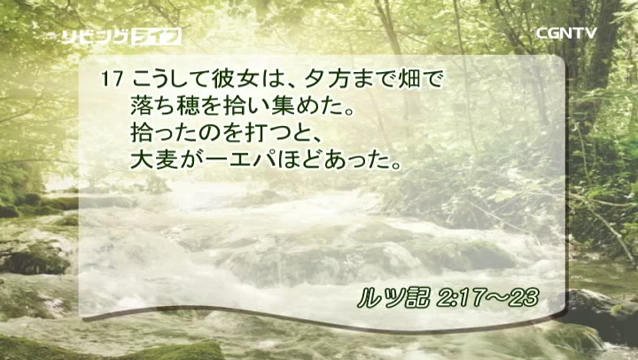 リビングライフ
CGNTV
17 こうして彼女は、夕方まで畑で
落ち穂を拾い集めた。
拾ったのを打つと、
大麦が一エパほどあった。
ルツ記 2:17～23